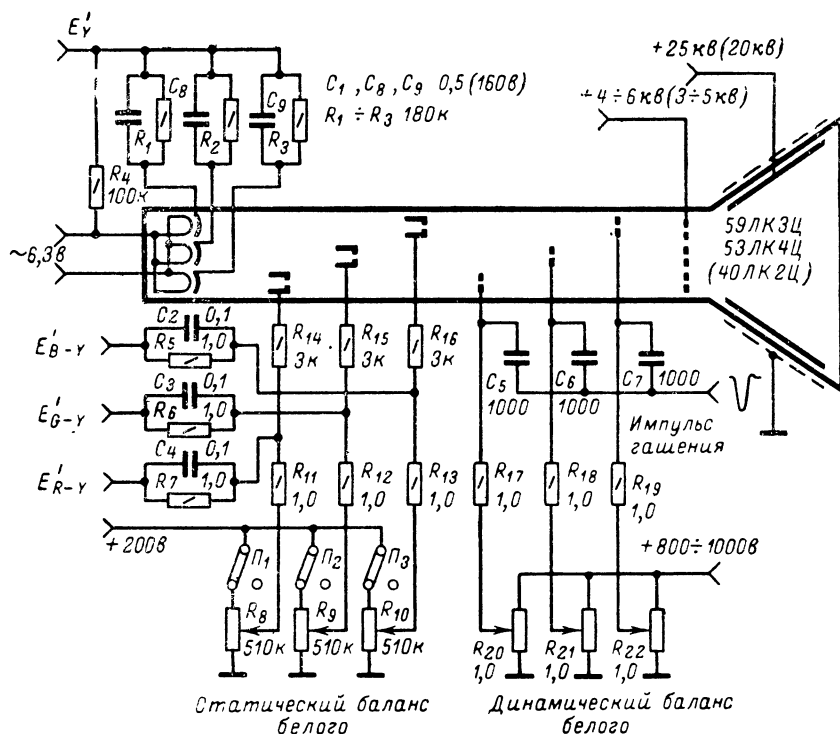 E'Y
C8
C9
R1
R2
R3
C1, C8, C9 0,5 (160в)
R1 ÷ R3 180к
+25кв (20кв)
+4÷6кв (3÷5кв)
R4
100к
~6,3в
59ЛК3Ц
53ЛК4Ц
(40ЛК2Ц)
C2 0,1
E'B-Y
R5 1,0
C3 0,1
E'G-Y
R6 1,0
C4 0,1
E'R-Y
R7 1,0
R14
3к
R15
3к
R16
3к
C5
1000
C6
1000
C7 1000
Импульс
гашения
R11
1,0
R12
1,0
R13
1,0
R17
1,0
R18
1,0
R19
1,0
+200в
П1
П2
П3
+800÷1000в
R8
510к
R9
510к
R10
510к
R20
1,0
R21
1,0
R22
1,0
Статический баланс
белого
Динамический баланс
белого